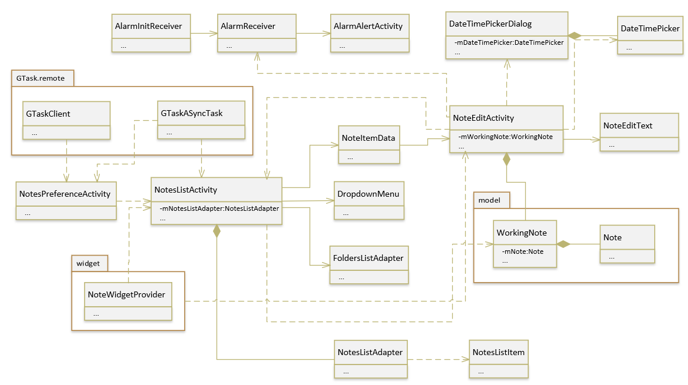 AlarmInitReceiver
...
AlarmReceiver
...
AlarmAlertActivity
...
DateTimePickerDialog
-mDateTimePicker:DateTimePicker
...
DateTimePicker
...
GTask.remote
GTaskClient
...
GTaskASyncTask
...
NoteEditActivity
-mWorkingNote:WorkingNote
...
NoteEditText
...
NoteItemData
...
NotesPreferenceActivity
...
NotesListActivity
-mNotesListAdapter:NotesListAdapter
...
DropdownMenu
...
model
WorkingNote
-mNote:Note
...
Note
...
FoldersListAdapter
...
widget
NoteWidgetProvider
...
NotesListAdapter
...
NotesListItem
...